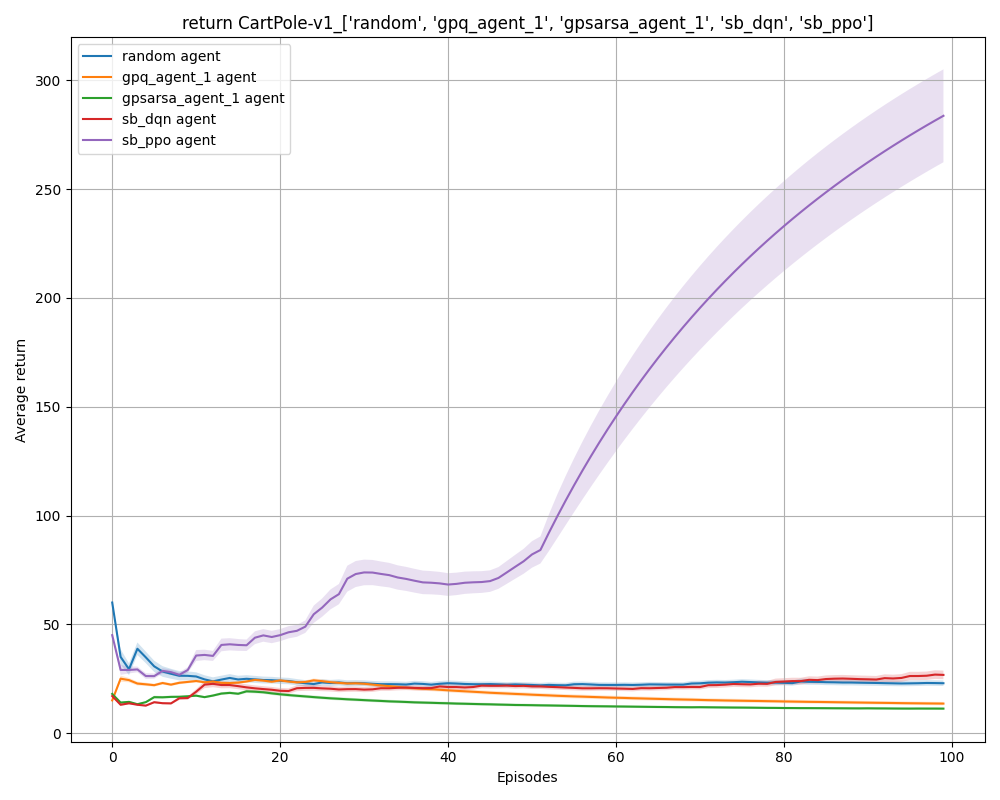 return CartPole-v1_['random', 'gpq_agent_1', 'gpsarsa_agent_1', 'sb_dqn', 'sb_ppo']
random agent
gpq_agent_1 agent
gpsarsa_agent_1 agent
sb_dqn agent
sb_ppo agent
300
250
200
150
100
50
0
Average return
0
20
40
60
80
100
Episodes